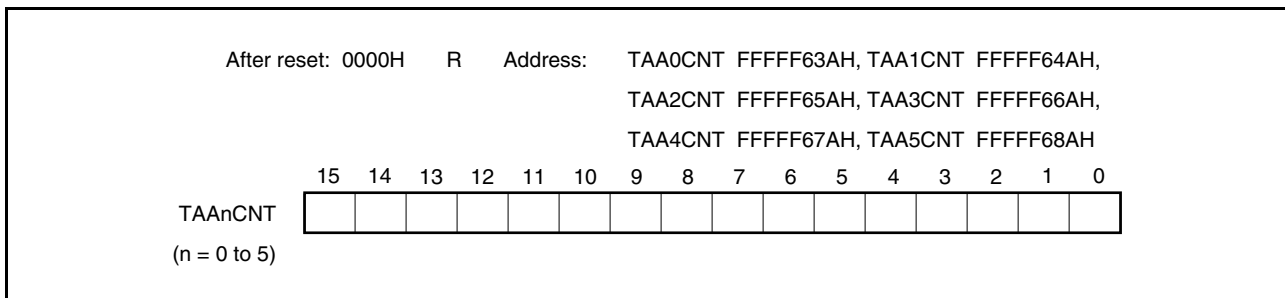 After reset: 0000H R Address: TAA0CNT FFFFF63AH, TAA1CNT FFFFF64AH,
TAA2CNT FFFFF65AH, TAA3CNT FFFFF66AH,
TAA4CNT FFFFF67AH, TAA5CNT FFFFF68AH
15 14 13 12 11 10 9 8 7 6 5 4 3 2 1 0
TAAnCNT
(n = 0 to 5)